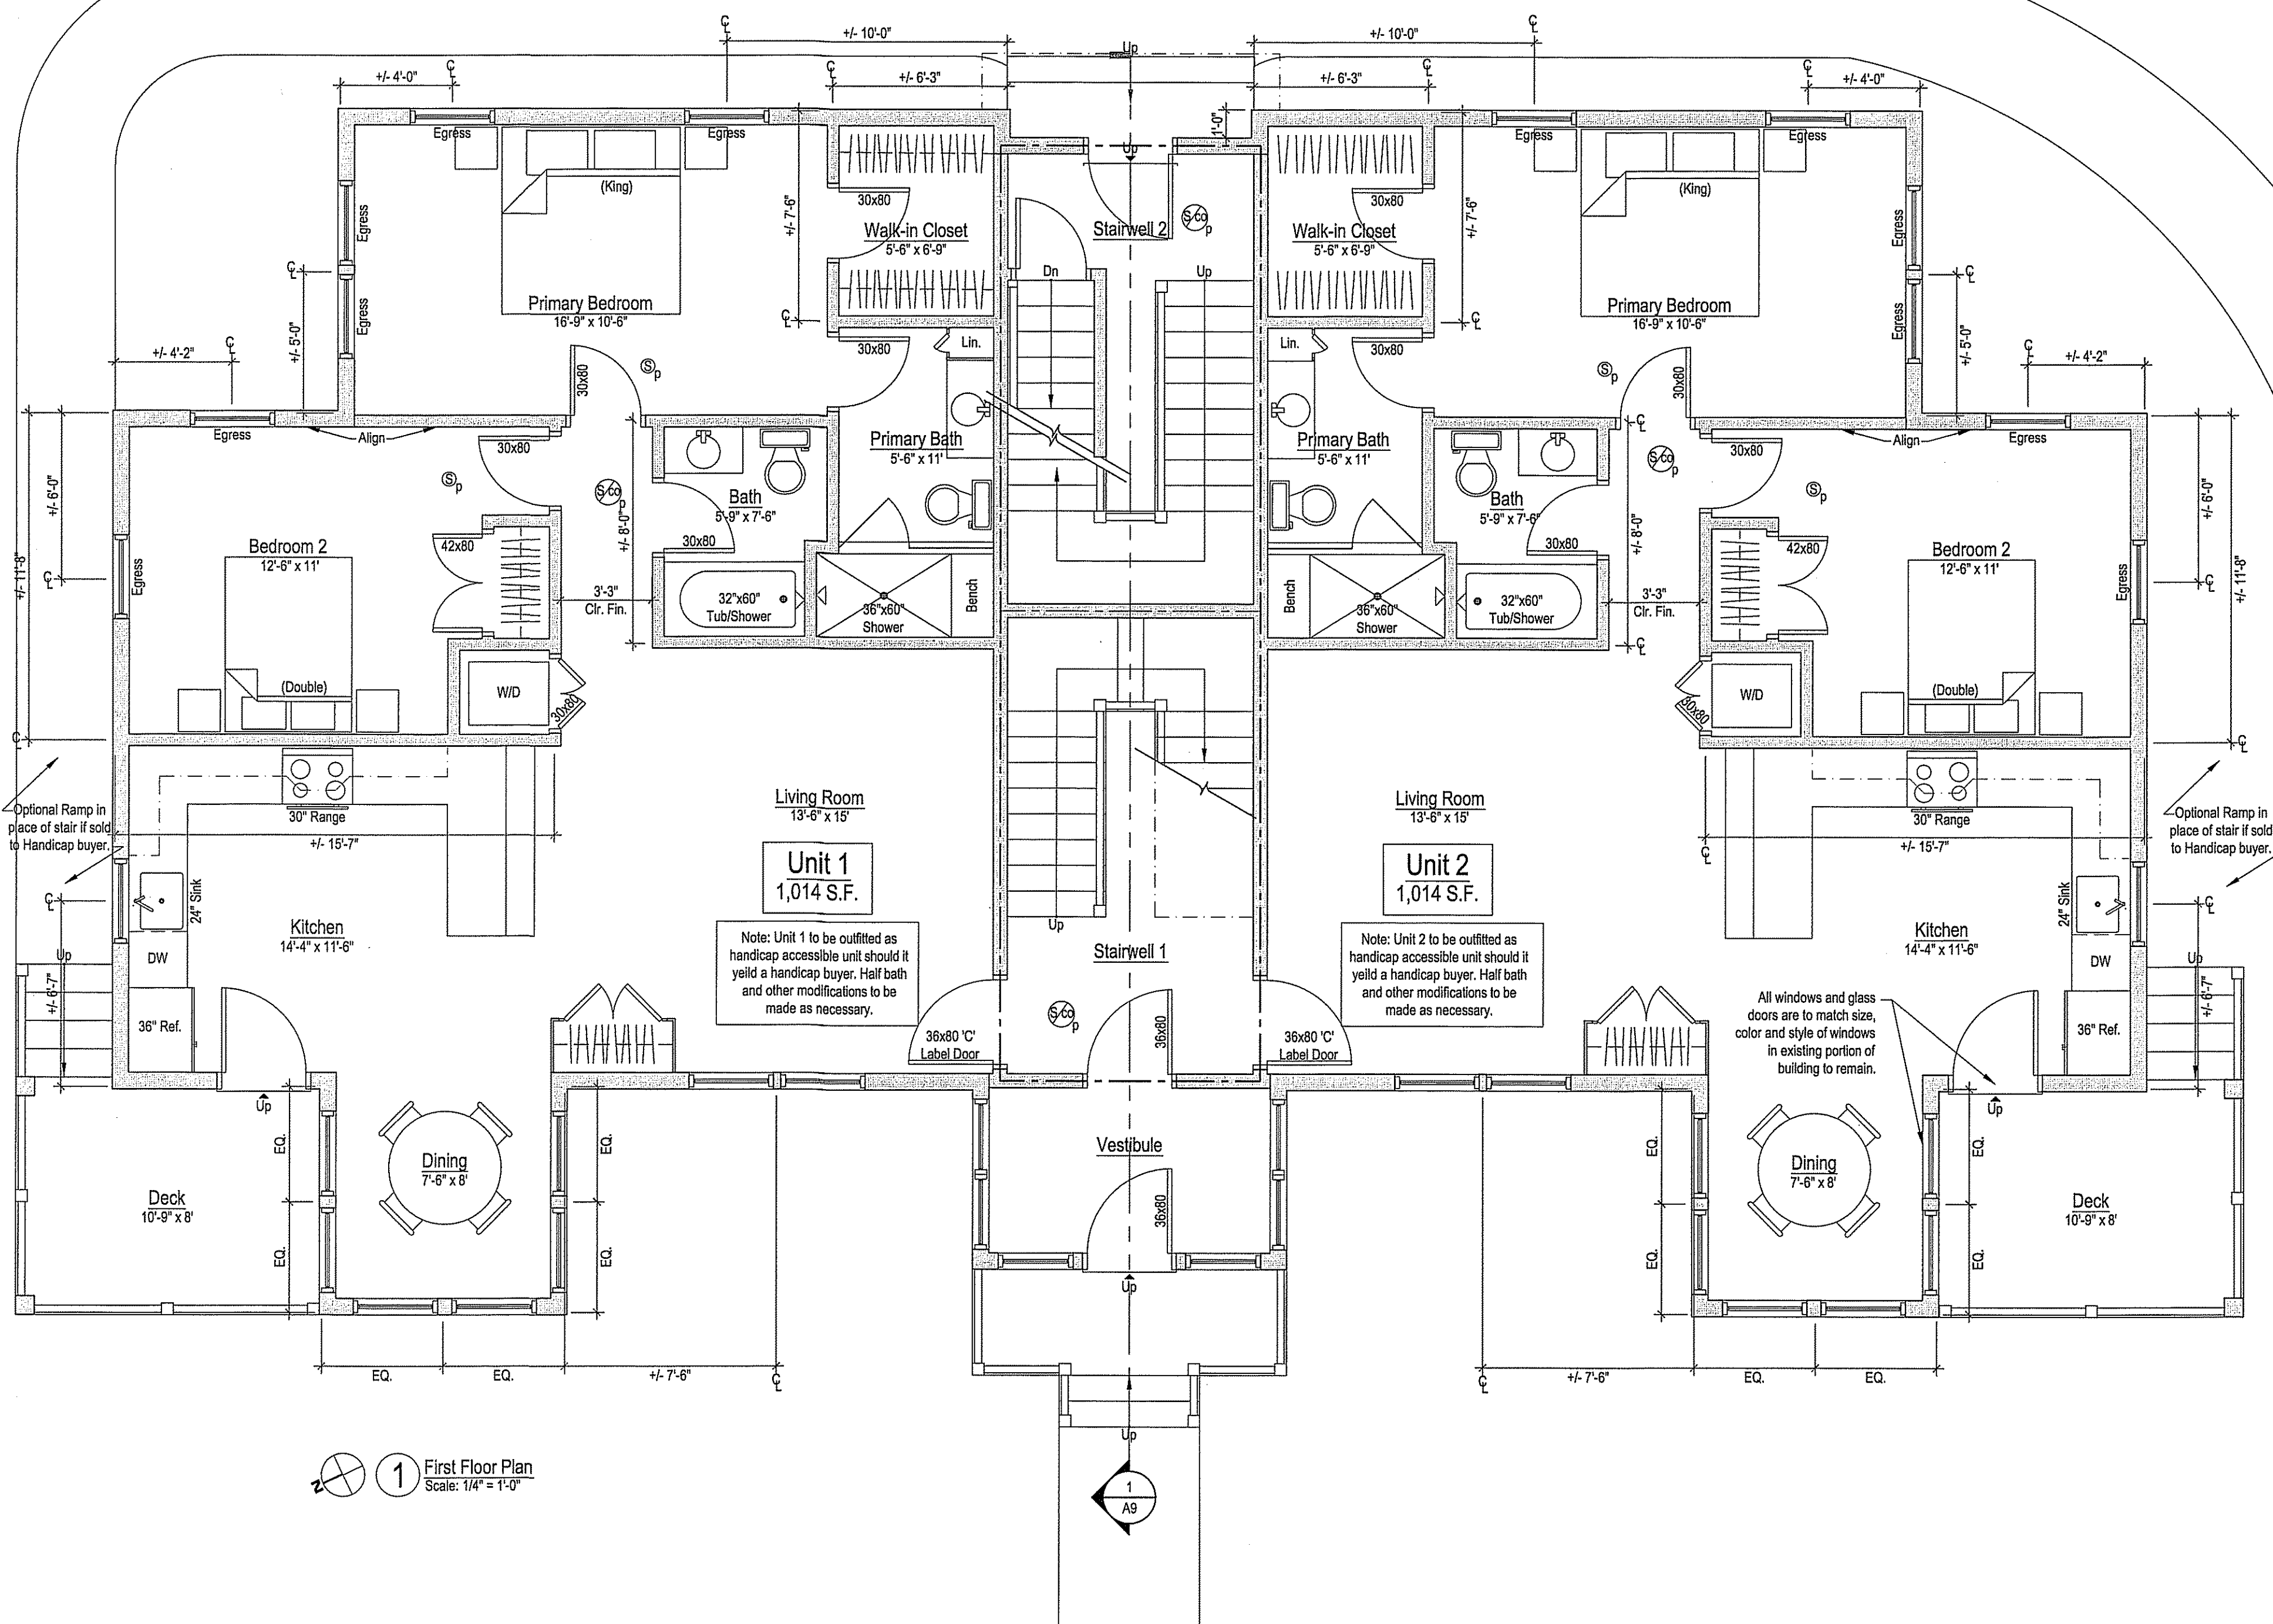 ℄
+/- 10'-0"
Up
+/- 10'-0"
℄
+/- 4'-0"
℄
℄
+/- 6'-3"
+/- 6'-3"
℄
℄
+/- 4'-0"
Egress
Egress
1'-0"
Egress
Egress
Up
(King)
(King)
30x80
30x80
Egress
+/- 7'-6"
Walk-in Closet
5'-6" x 6'-9"
Stairwell 2
S/co
p
Walk-in Closet
5'-6" x 6'-9"
+/- 7'-6"
Egress
℄
Dn
Up
℄
Egress
Primary Bedroom
16'-9" x 10'-6"
℄
℄
Primary Bedroom
16'-9" x 10'-6"
Egress
+/- 4'-2"
℄
+/- 5'-0"
30x80
Lin.
Lin.
30x80
+/- 5'-0"
℄
+/- 4'-2"
30x80
S
p
S
p
30x80
Egress
Align
30x80
Primary Bath
5'-6" x 11'
Primary Bath
5'-6" x 11'
℄
30x80
Align
Egress
+/- 6'-0"
S
p
S/co
p
Bath
5'-9" x 7'-6"
Bath
5'-9" x 7'-6"
S/co
p
S
p
+/- 6'-0"
+/- 11'-8"
℄
Egress
Bedroom 2
12'-6" x 11'
42x80
+/- 8'-0"
30x80
30x80
+/- 8'-0"
42x80
Bedroom 2
12'-6" x 11'
Egress
℄
+/- 11'-8"
3'-3"
Clr. Fin.
32"x60"
Tub/Shower
36"x60"
Shower
Bench
Bench
36"x60"
Shower
32"x60"
Tub/Shower
3'-3"
Clr. Fin.
℄
(Double)
W/D
30x80
30x80
W/D
(Double)
℄
℄
Optional Ramp in
place of stair if sold
to Handicap buyer.
30" Range
+/- 15'-7"
Living Room
13'-6" x 15'
Living Room
13'-6" x 15'
℄
30" Range
+/- 15'-7"
Optional Ramp in
place of stair if sold
to Handicap buyer.
Unit 1
1,014 S.F.
Unit 2
1,014 S.F.
℄
24" Sink
24" Sink
℄
Kitchen
14'-4" x 11'-6"
Up
Kitchen
14'-4" x 11'-6"
Note: Unit 1 to be outfitted as
handicap accessible unit should it
yeild a handicap buyer. Half bath
and other modifications to be
made as necessary.
Stairwell 1
Note: Unit 2 to be outfitted as
handicap accessible unit should it
yeild a handicap buyer. Half bath
and other modifications to be
made as necessary.
Up
DW
DW
Up
+/- 6'-7"
+/- 6'-7"
36" Ref.
36" Ref.
S/co
p
36x80 'C'
Label Door
36x80
36x80 'C'
Label Door
All windows and glass
doors are to match size,
color and style of windows
in existing portion of
building to remain.
Up
Up
EQ.
EQ.
Vestibule
EQ.
EQ.
Dining
7'-6" x 8'
Dining
7'-6" x 8'
Deck
10'-9" x 8'
36x80
Deck
10'-9" x 8'
EQ.
EQ.
EQ.
EQ.
Up
EQ.
EQ.
+/- 7'-6"
℄
℄
+/- 7'-6"
EQ.
EQ.
Up
N
1
First Floor Plan
Scale: 1/4" = 1'-0"
1
A9